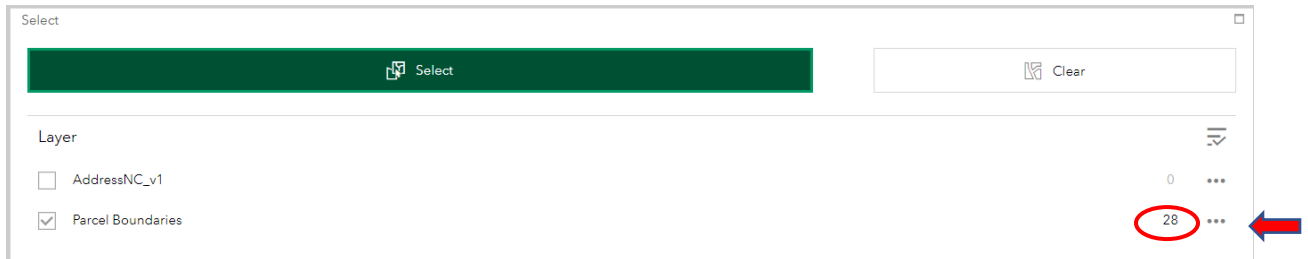 Select
Select Clear
Layer
AddressNC_v1 0
Parcel Boundaries 28